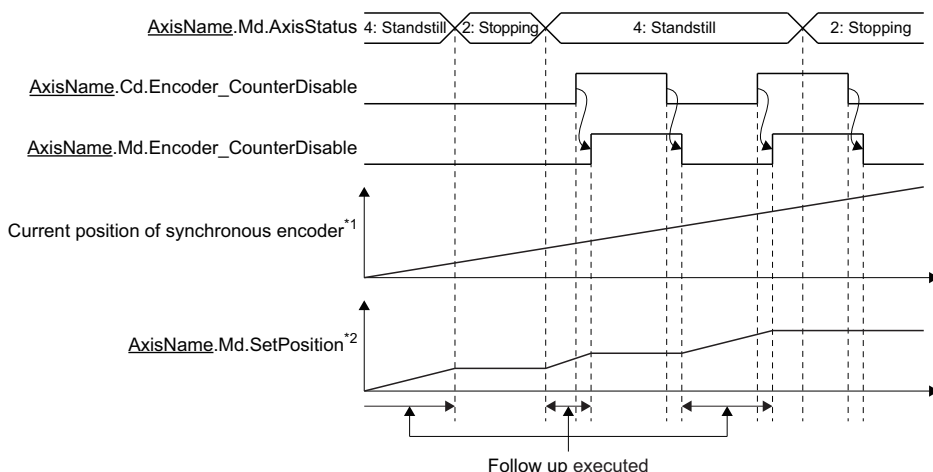 AxisName.Md.AxisStatus
4: Standstill
2: Stopping
4: Standstill
2: Stopping
AxisName.Cd.Encoder_CounterDisable
AxisName.Md.Encoder_CounterDisable
Current position of synchronous encoder*1
AxisName.Md.SetPosition*2
Follow up executed